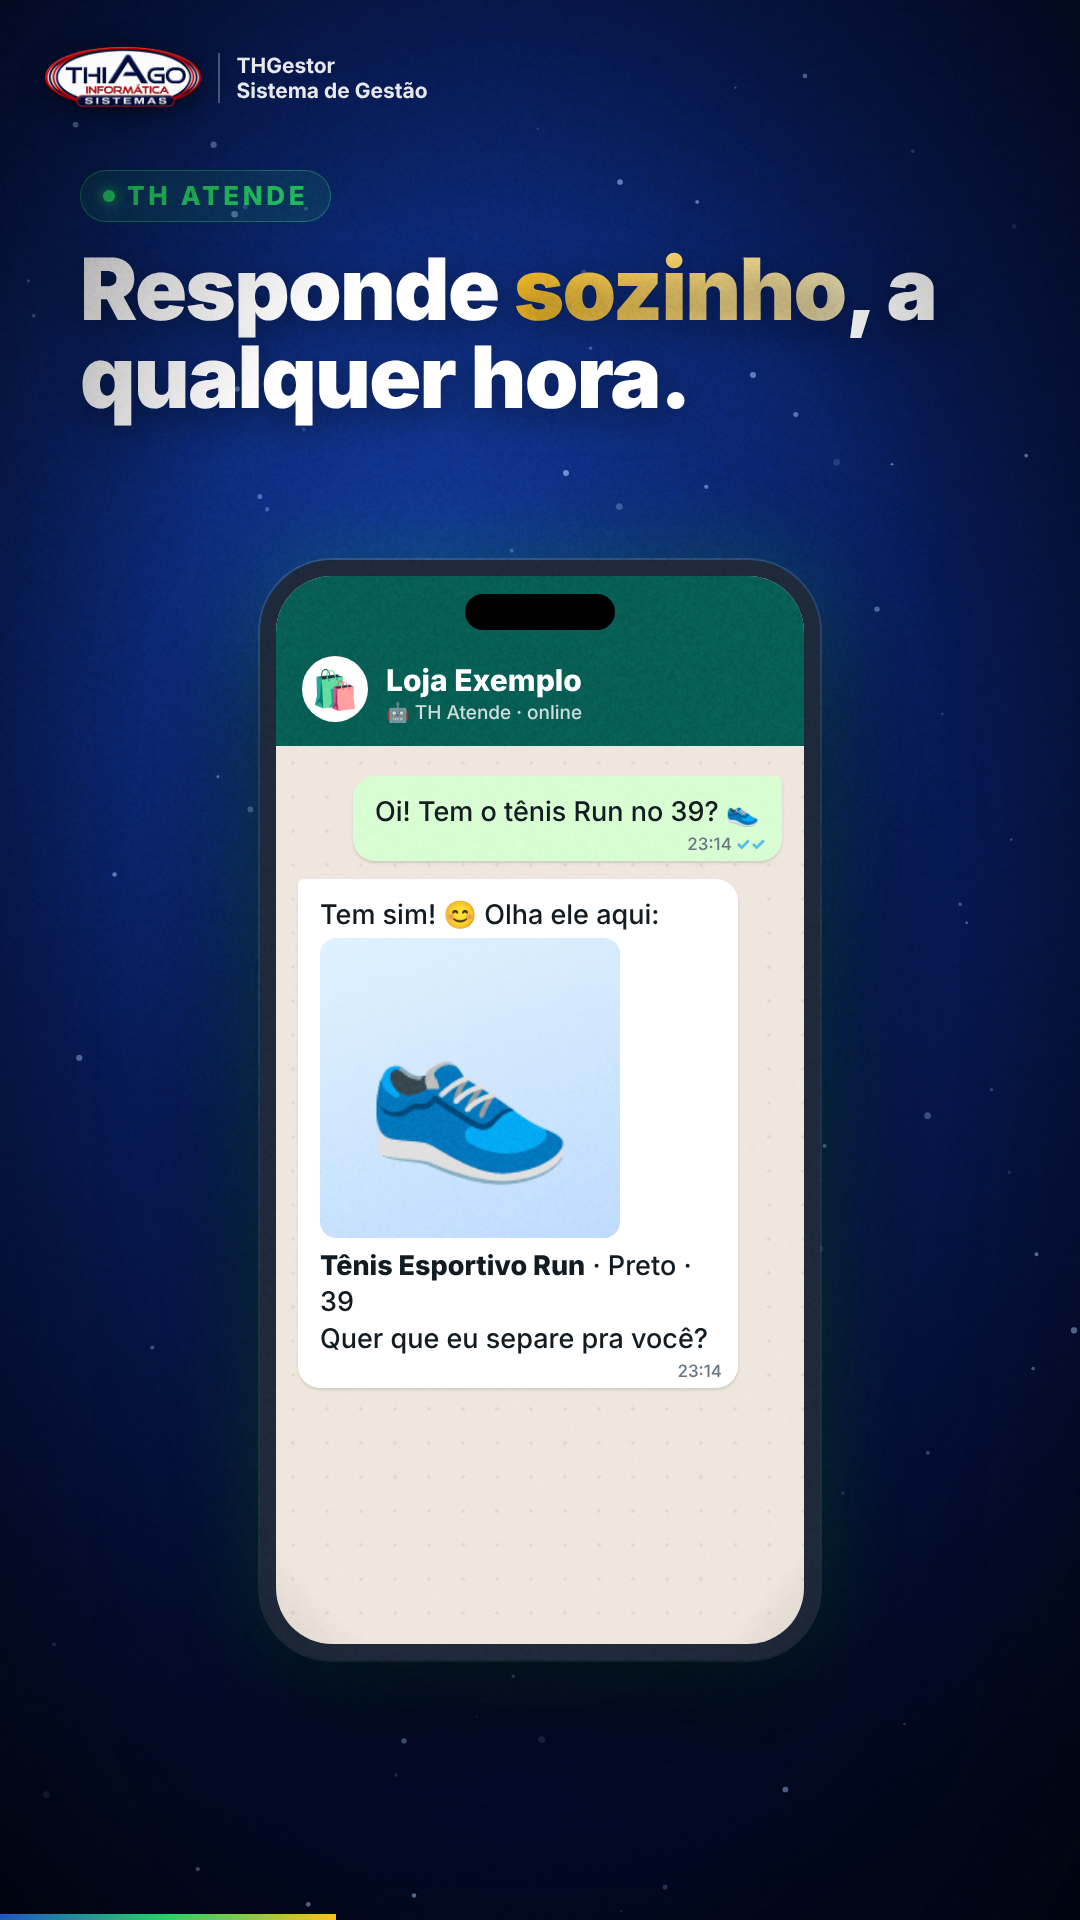 THIAGO
INFORMÁTICA
SISTEMAS
THGestor
Sistema de Gestão
TH ATENDE
Responde sozinho, a
qualquer hora.
Loja Exemplo
🤖 TH Atende · online
Oi! Tem o tênis Run no 39? 👟
23:14 ✓✓
Tem sim! 😊 Olha ele aqui:
Tênis Esportivo Run · Preto ·
39
Quer que eu separe pra você?
23:14